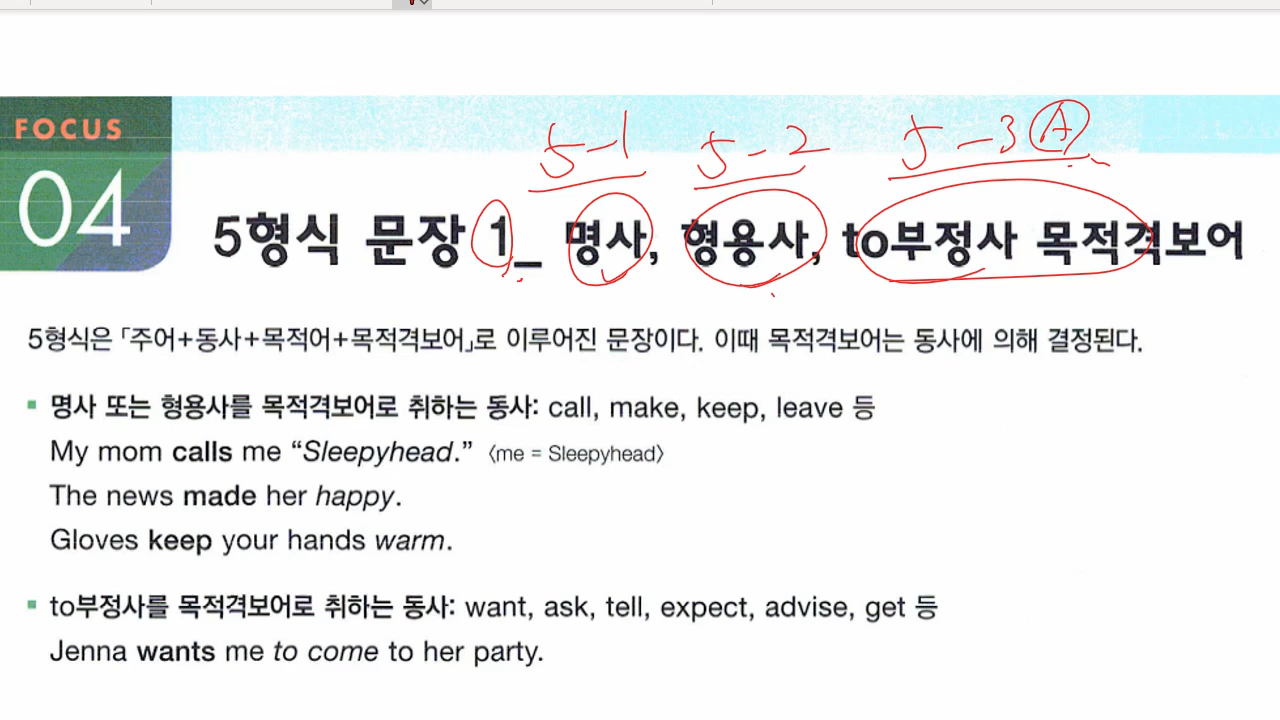 FOCUS
04
5-1 5-2 5-3 A
5형식 문장 1_ 명사, 형용사, to부정사 목적격보어
5형식은 「주어+동사+목적어+목적격보어」로 이루어진 문장이다. 이때 목적격보어는 동사에 의해 결정된다.
명사 또는 형용사를 목적격보어로 취하는 동사: call, make, keep, leave 등
My mom calls me “Sleepyhead.” 〈me = Sleepyhead〉
The news made her happy.
Gloves keep your hands warm.
to부정사를 목적격보어로 취하는 동사: want, ask, tell, expect, advise, get 등
Jenna wants me to come to her party.